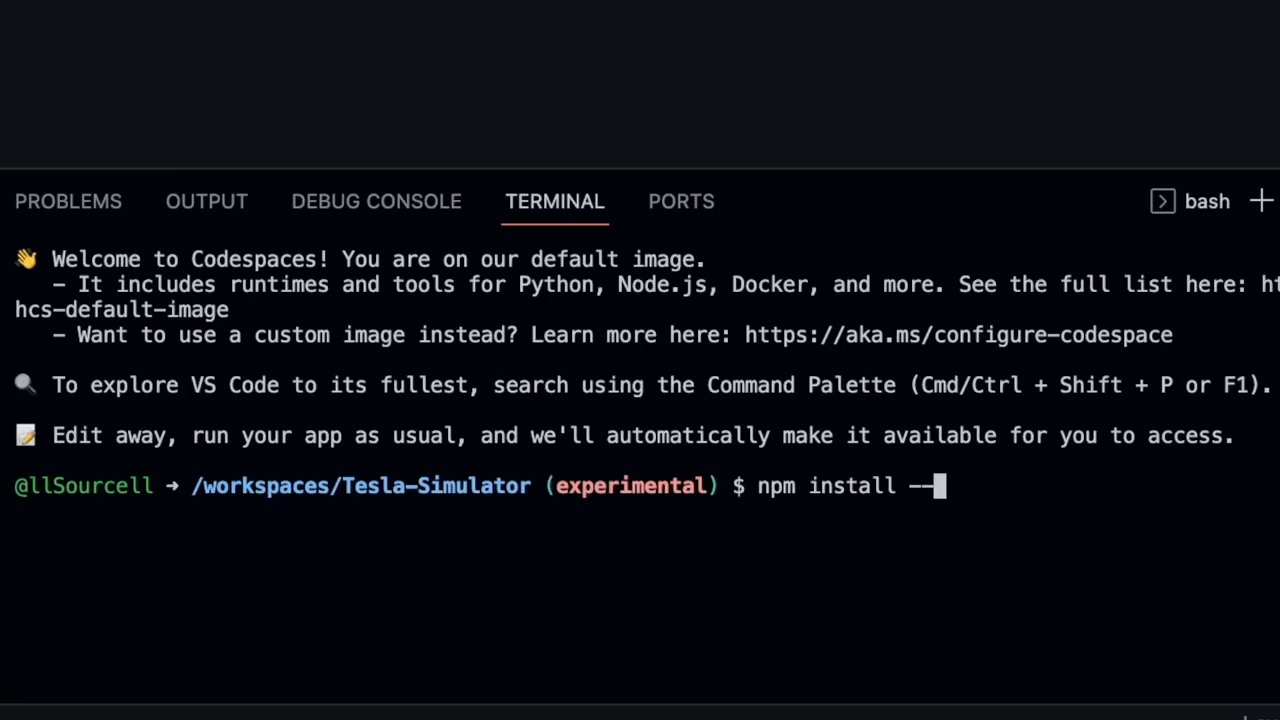 PROBLEMS OUTPUT DEBUG CONSOLE TERMINAL PORTS bash
👋 Welcome to Codespaces! You are on our default image.
- It includes runtimes and tools for Python, Node.js, Docker, and more. See the full list here: ht
hcs-default-image
- Want to use a custom image instead? Learn more here: https://aka.ms/configure-codespace
🔍 To explore VS Code to its fullest, search using the Command Palette (Cmd/Ctrl + Shift + P or F1).
📝 Edit away, run your app as usual, and we'll automatically make it available for you to access.
@llSourcell ➜ /workspaces/Tesla-Simulator (experimental) $ npm install --